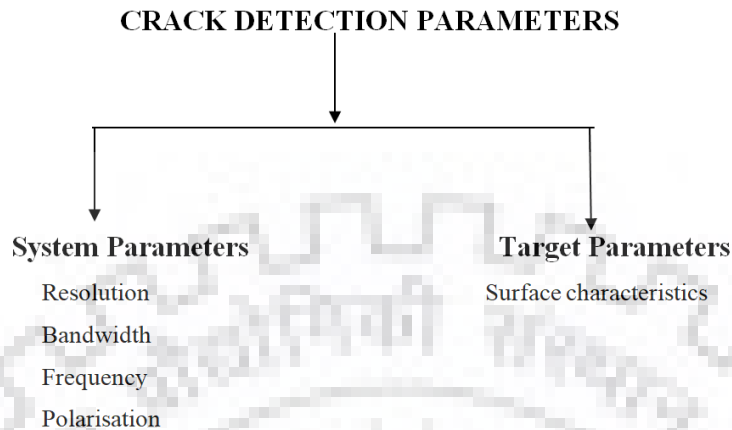 CRACK DETECTION PARAMETERS
System Parameters
Resolution
Bandwidth
Frequency
Polarisation
Target Parameters
Surface characteristics